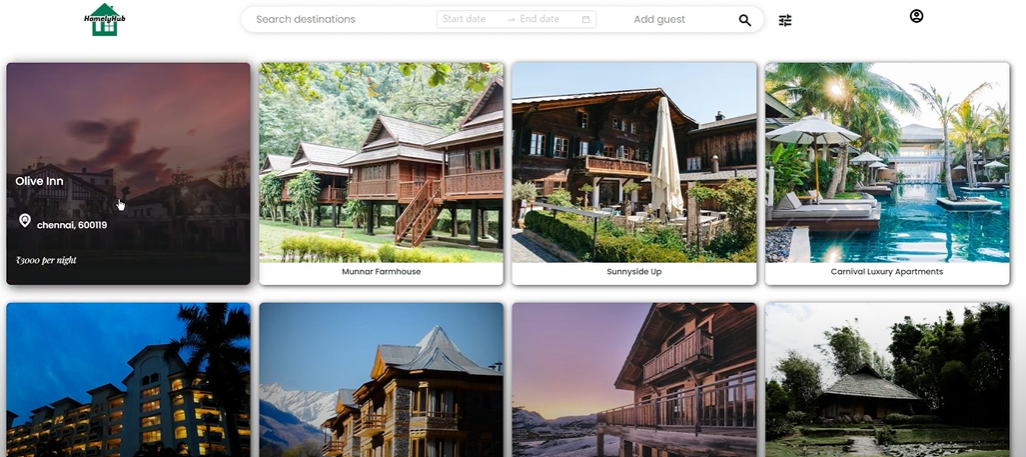 HomelyHub
Search destinations
Start date → End date
Add guest
Olive Inn
chennai, 600119
₹3000 per night
Munnar Farmhouse
Sunnyside Up
Carnival Luxury Apartments